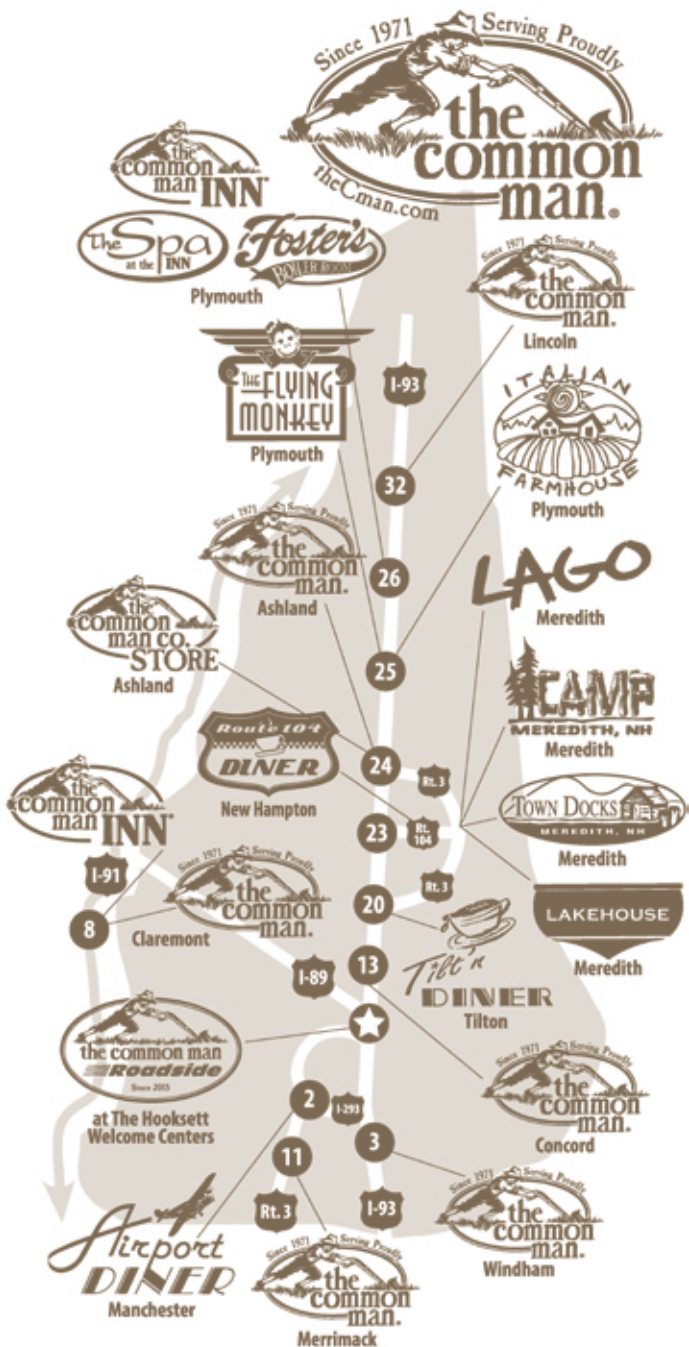 Since 1971 Serving Proudly
the
common
man®
theCman.com
the
common
man INN®
The Spa
at the INN
Foster's
BOILER ROOM
Plymouth
Since 1971 Serving Proudly
the
common
man®
Lincoln
THE FLYING
MONKEY
Plymouth
I-93
ITALIAN
FARMHOUSE
Plymouth
32
Since 1971 Serving Proudly
the
common
man®
Ashland
26
LAGO
Meredith
the
common
man co.
STORE
Ashland
25
CAMP
MEREDITH, NH
Meredith
Route 104
DINER
New Hampton
24
Rt. 3
TOWN DOCKS
MEREDITH, NH
Meredith
23
Rt.
104
the
common
man INN®
I-91
8
Since 1971 Serving Proudly
the
common
man®
Claremont
Rt. 3
20
LAKEHOUSE
Meredith
Tilt'n
DINER
Tilton
13
I-89
the common man
Roadside
Since 2015
at The Hooksett
Welcome Centers
Since 1971 Serving Proudly
the
common
man®
Concord
2
I-293
3
11
Rt. 3
I-93
Since 1971 Serving Proudly
the
common
man®
Windham
Airport
DINER
Manchester
Since 1971 Serving Proudly
the
common
man®
Merrimack